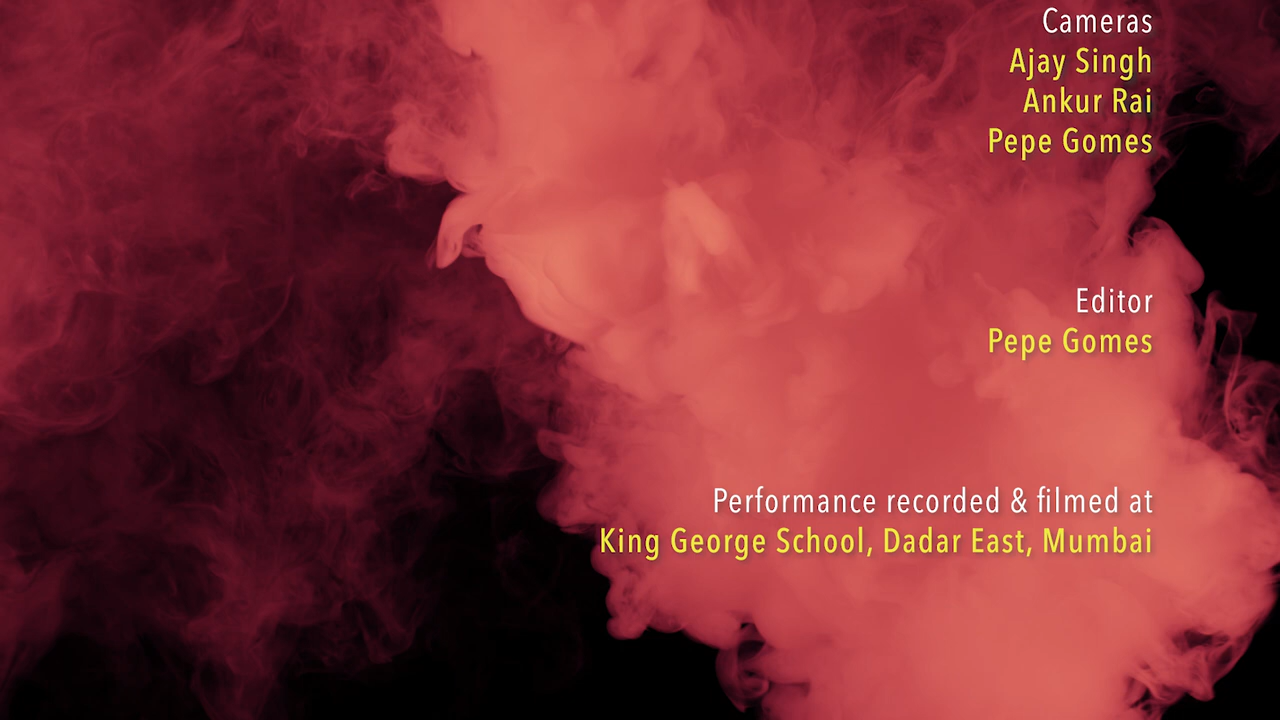 Cameras
Ajay Singh
Ankur Rai
Pepe Gomes
Editor
Pepe Gomes
Performance recorded & filmed at
King George School, Dadar East, Mumbai